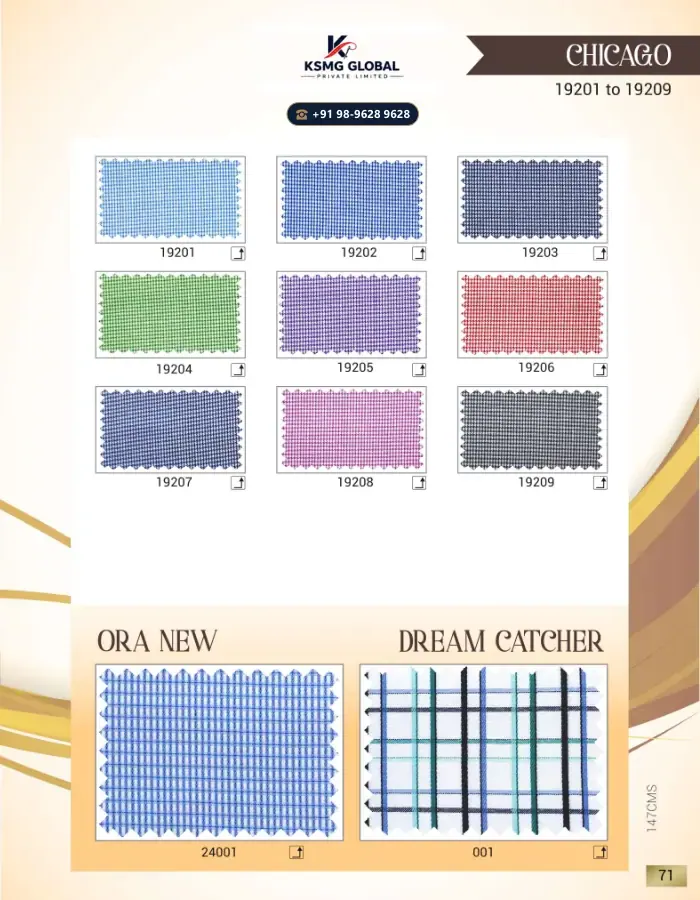 KSMG GLOBAL
PRIVATE LIMITED
+91 98-9628 9628
CHICAGO
19201 to 19209
19201
19202
19203
19204
19205
19206
19207
19208
19209
ORA NEW
DREAM CATCHER
24001
001
147CMS
71